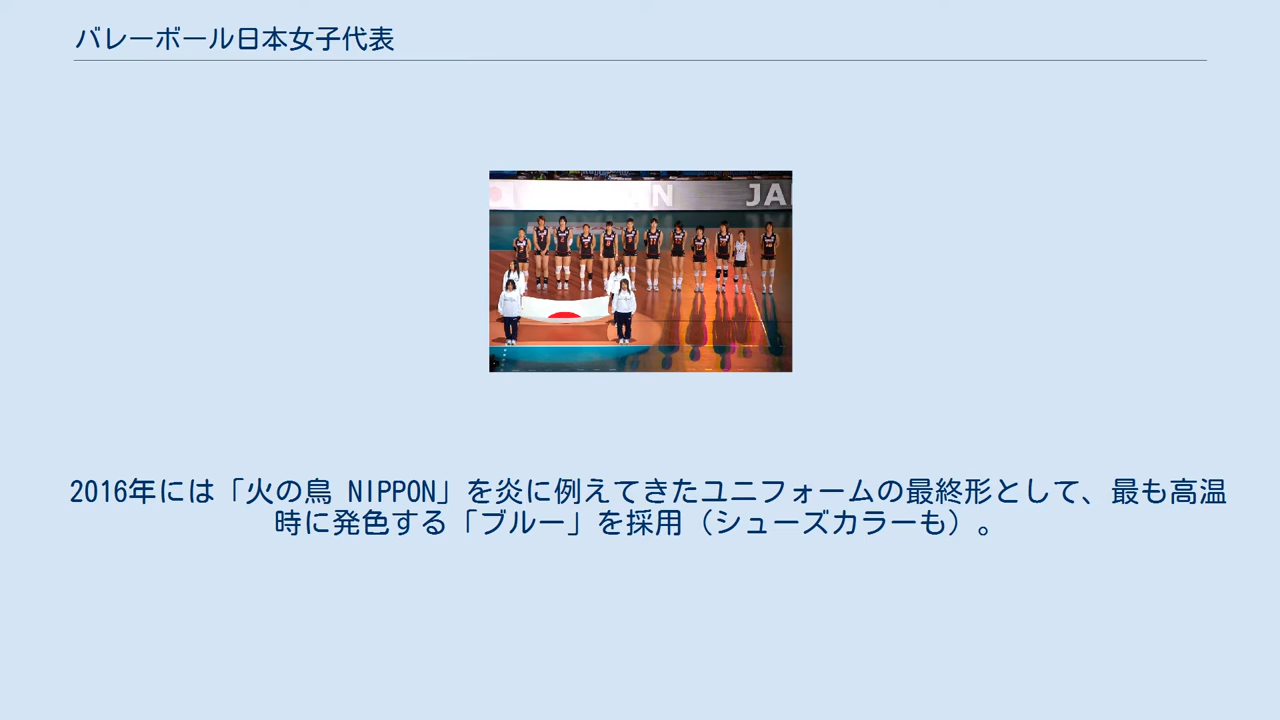 バレーボール日本女子代表
N JA
2016年には「火の鳥 NIPPON」を炎に例えてきたユニフォームの最終形として、最も高温
時に発色する「ブルー」を採用（シューズカラーも）。